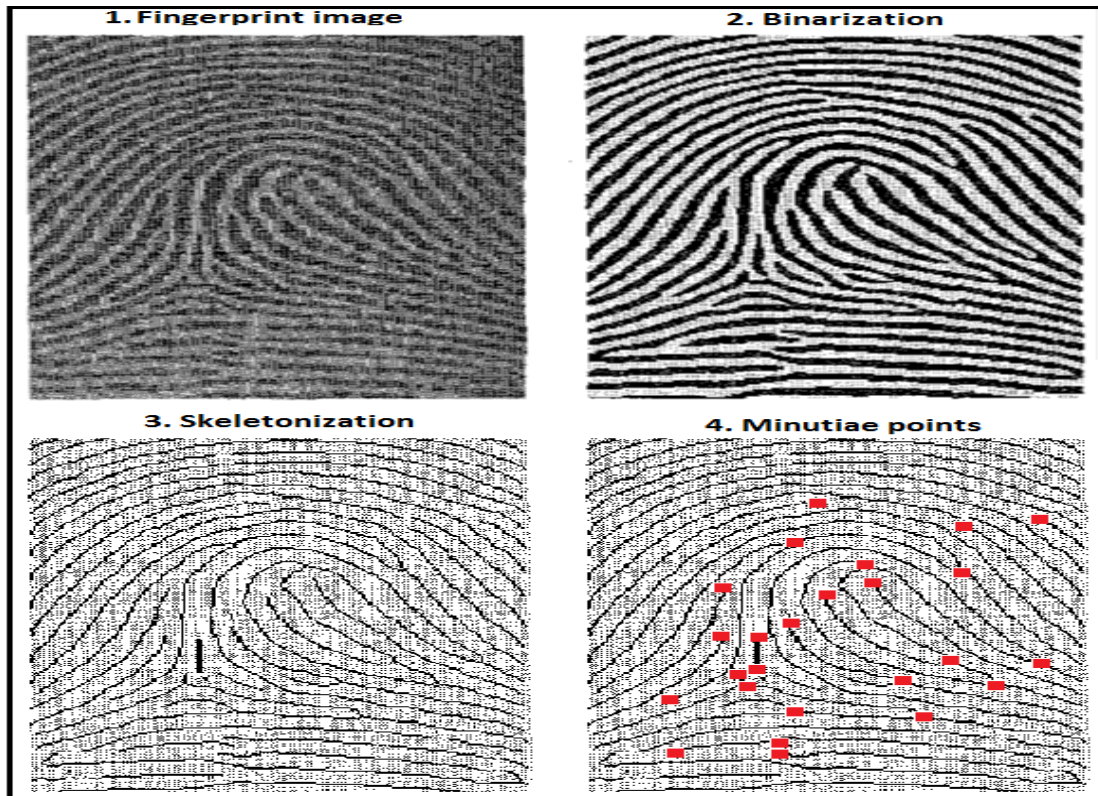 1. Fingerprint image
2. Binarization
3. Skeletonization
4. Minutiae points